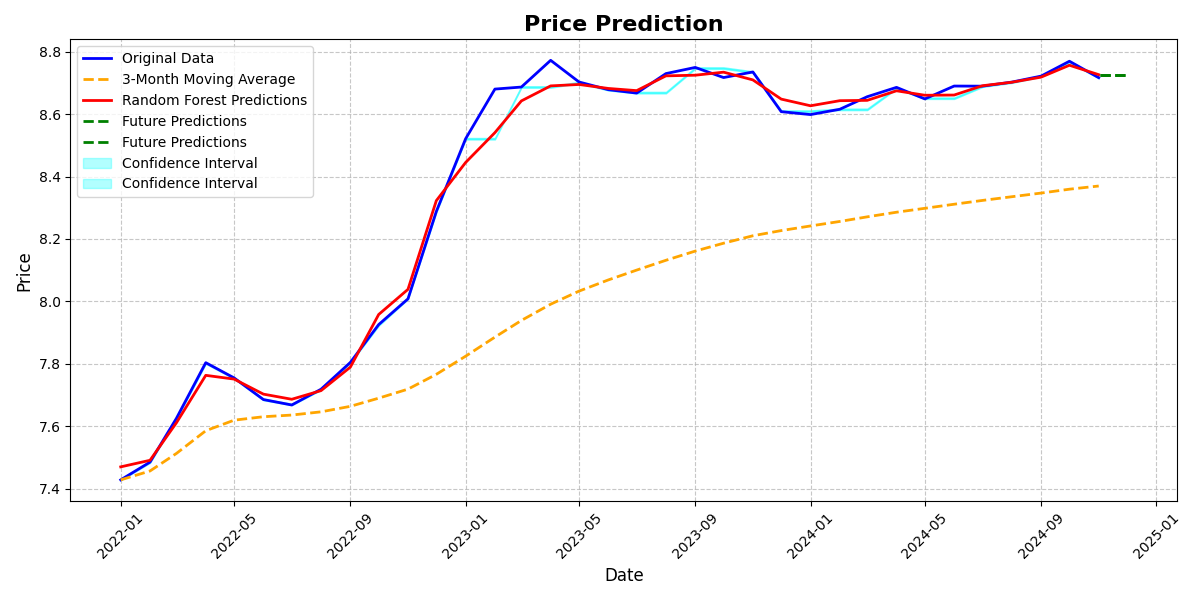 Price Prediction
Original Data
3-Month Moving Average
Random Forest Predictions
Future Predictions
Future Predictions
Confidence Interval
Confidence Interval
8.8
8.6
8.4
8.2
8.0
7.8
7.6
7.4
Price
2022-01
2022-05
2022-09
2023-01
2023-05
2023-09
2024-01
2024-05
2024-09
2025-01
Date